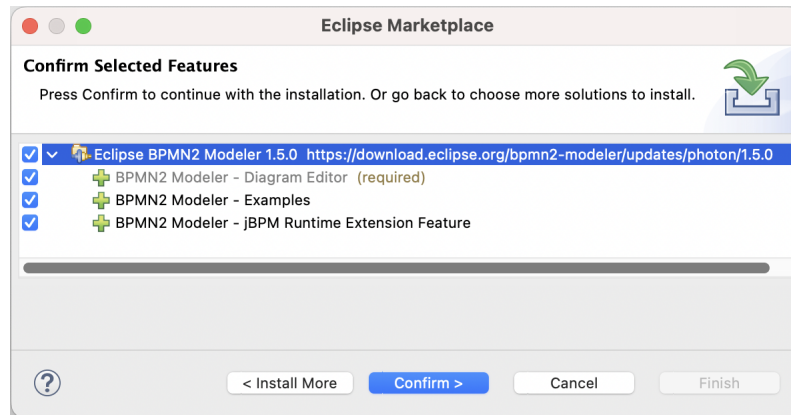 Eclipse Marketplace
Confirm Selected Features
Press Confirm to continue with the installation. Or go back to choose more solutions to install.
Eclipse BPMN2 Modeler 1.5.0 https://download.eclipse.org/bpmn2-modeler/updates/photon/1.5.0
BPMN2 Modeler - Diagram Editor (required)
BPMN2 Modeler - Examples
BPMN2 Modeler - jBPM Runtime Extension Feature
? < Install More Confirm > Cancel Finish